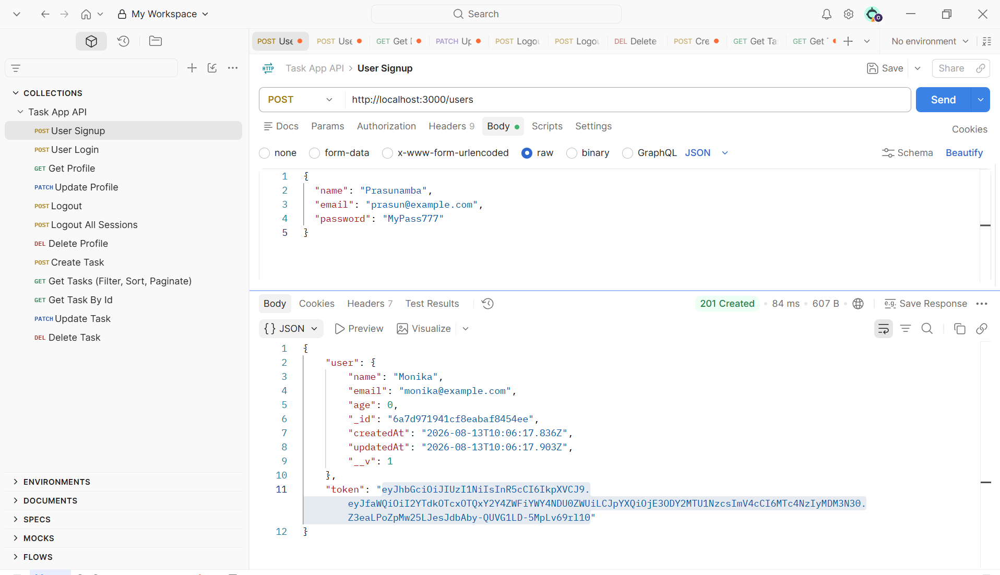 My Workspace
Search
POST Use
POST Use
GET Get
PATCH Up
POST Logou
POST Logou
DEL Delete
POST Cre
GET Get Ta
GET Get
No environment
COLLECTIONS
Task App API
POST User Signup
POST User Login
GET Get Profile
PATCH Update Profile
POST Logout
POST Logout All Sessions
DEL Delete Profile
POST Create Task
GET Get Tasks (Filter, Sort, Paginate)
GET Get Task By Id
PATCH Update Task
DEL Delete Task
ENVIRONMENTS
DOCUMENTS
SPECS
MOCKS
FLOWS
HTTP Task App API > User Signup
Save
Share
POST http://localhost:3000/users
Send
Docs Params Authorization Headers 9 Body Scripts Settings
Cookies
none form-data x-www-form-urlencoded raw binary GraphQL JSON
Schema Beautify
1 {
2 "name": "Prasunamba",
3 "email": "prasun@example.com",
4 "password": "MyPass777"
5 }
Body Cookies Headers 7 Test Results
201 Created 84 ms 607 B
e.g. Save Response
{} JSON Preview Visualize
1 {
2 "user": {
3 "name": "Monika",
4 "email": "monika@example.com",
5 "age": 0,
6 "_id": "6a7d971941cf8eabaf8454ee",
7 "createdAt": "2026-08-13T10:06:17.836Z",
8 "updatedAt": "2026-08-13T10:06:17.903Z",
9 "__v": 1
10 },
11 "token": "eyJhbGciOiJIUzI1NiIsInR5cCI6IkpXVCJ9.
eyJfaWQiOiI2YTdkOTcxOTQxY2Y4ZWFiYWY4NDU0ZWUiLCJpYXQiOjE3ODY2MTU1NzcsImV4cCI6MTc4NzIyMDM3N30.
Z3eaLPoZpMw25LJesJdbAby-QUVG1LD-5MpLv69rl10"
12 }